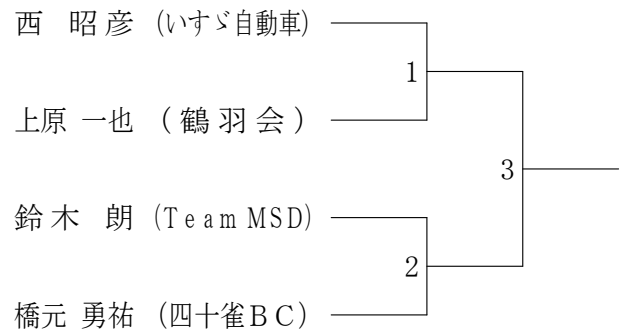 西　昭彦 (いすゞ自動車)
1
上原 一也 (鶴羽会)
3
鈴木　朗 (Team MSD)
2
橋元 勇祐 (四十雀BC)